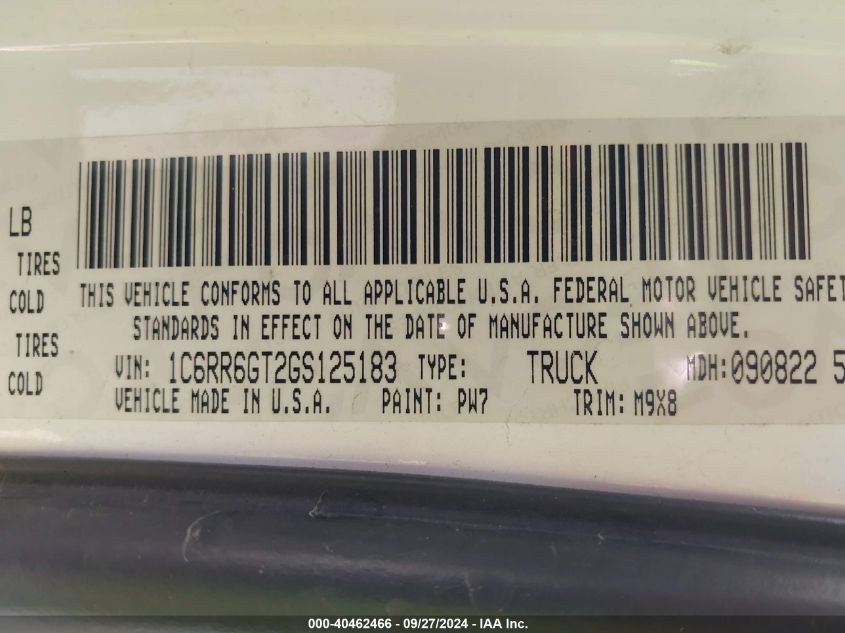 LB
TIRES
COLD
TIRES
COLD
THIS VEHICLE CONFORMS TO ALL APPLICABLE U.S.A. FEDERAL MOTOR VEHICLE SAFET
STANDARDS IN EFFECT ON THE DATE OF MANUFACTURE SHOWN ABOVE.
VIN: 1C6RR6GT2GS125183 TYPE: TRUCK MDH: 090822 5
VEHICLE MADE IN U.S.A. PAINT: PW7 TRIM: M9X8
000-40462466 - 09/27/2024 - IAA Inc.